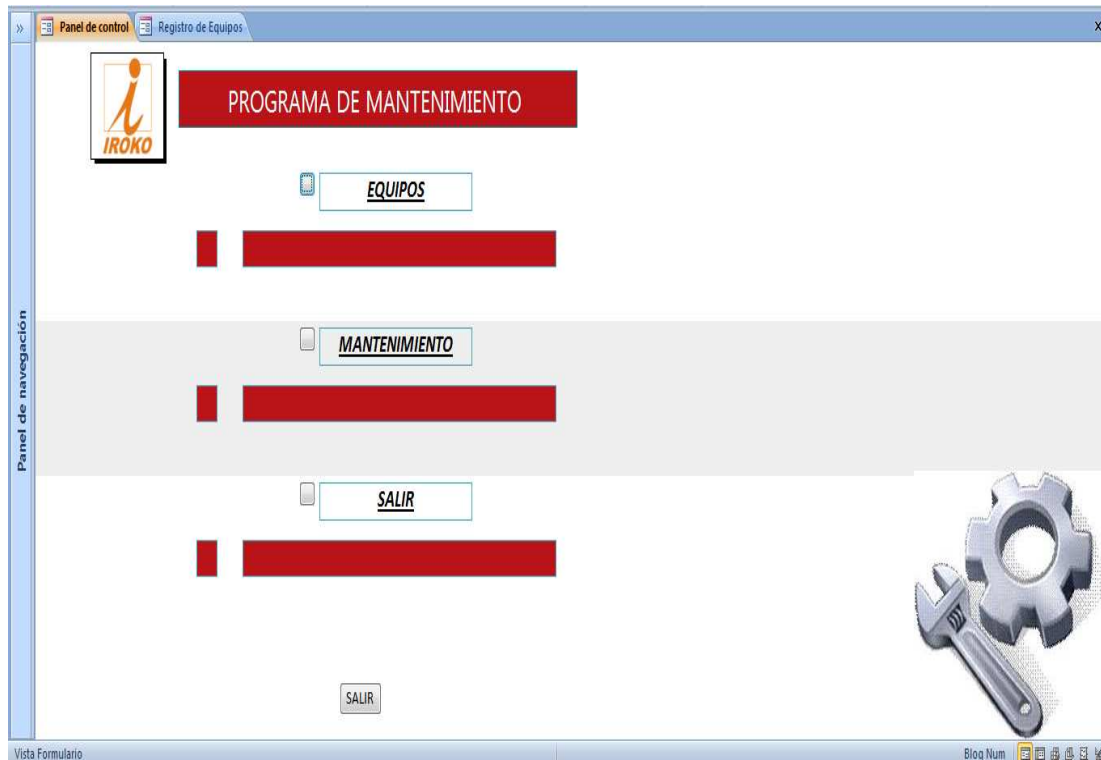 »
Panel de control
Registro de Equipos
X
IROKO
PROGRAMA DE MANTENIMIENTO
EQUIPOS
MANTENIMIENTO
SALIR
SALIR
Panel de navegación
Vista Formulario
Bloq Num